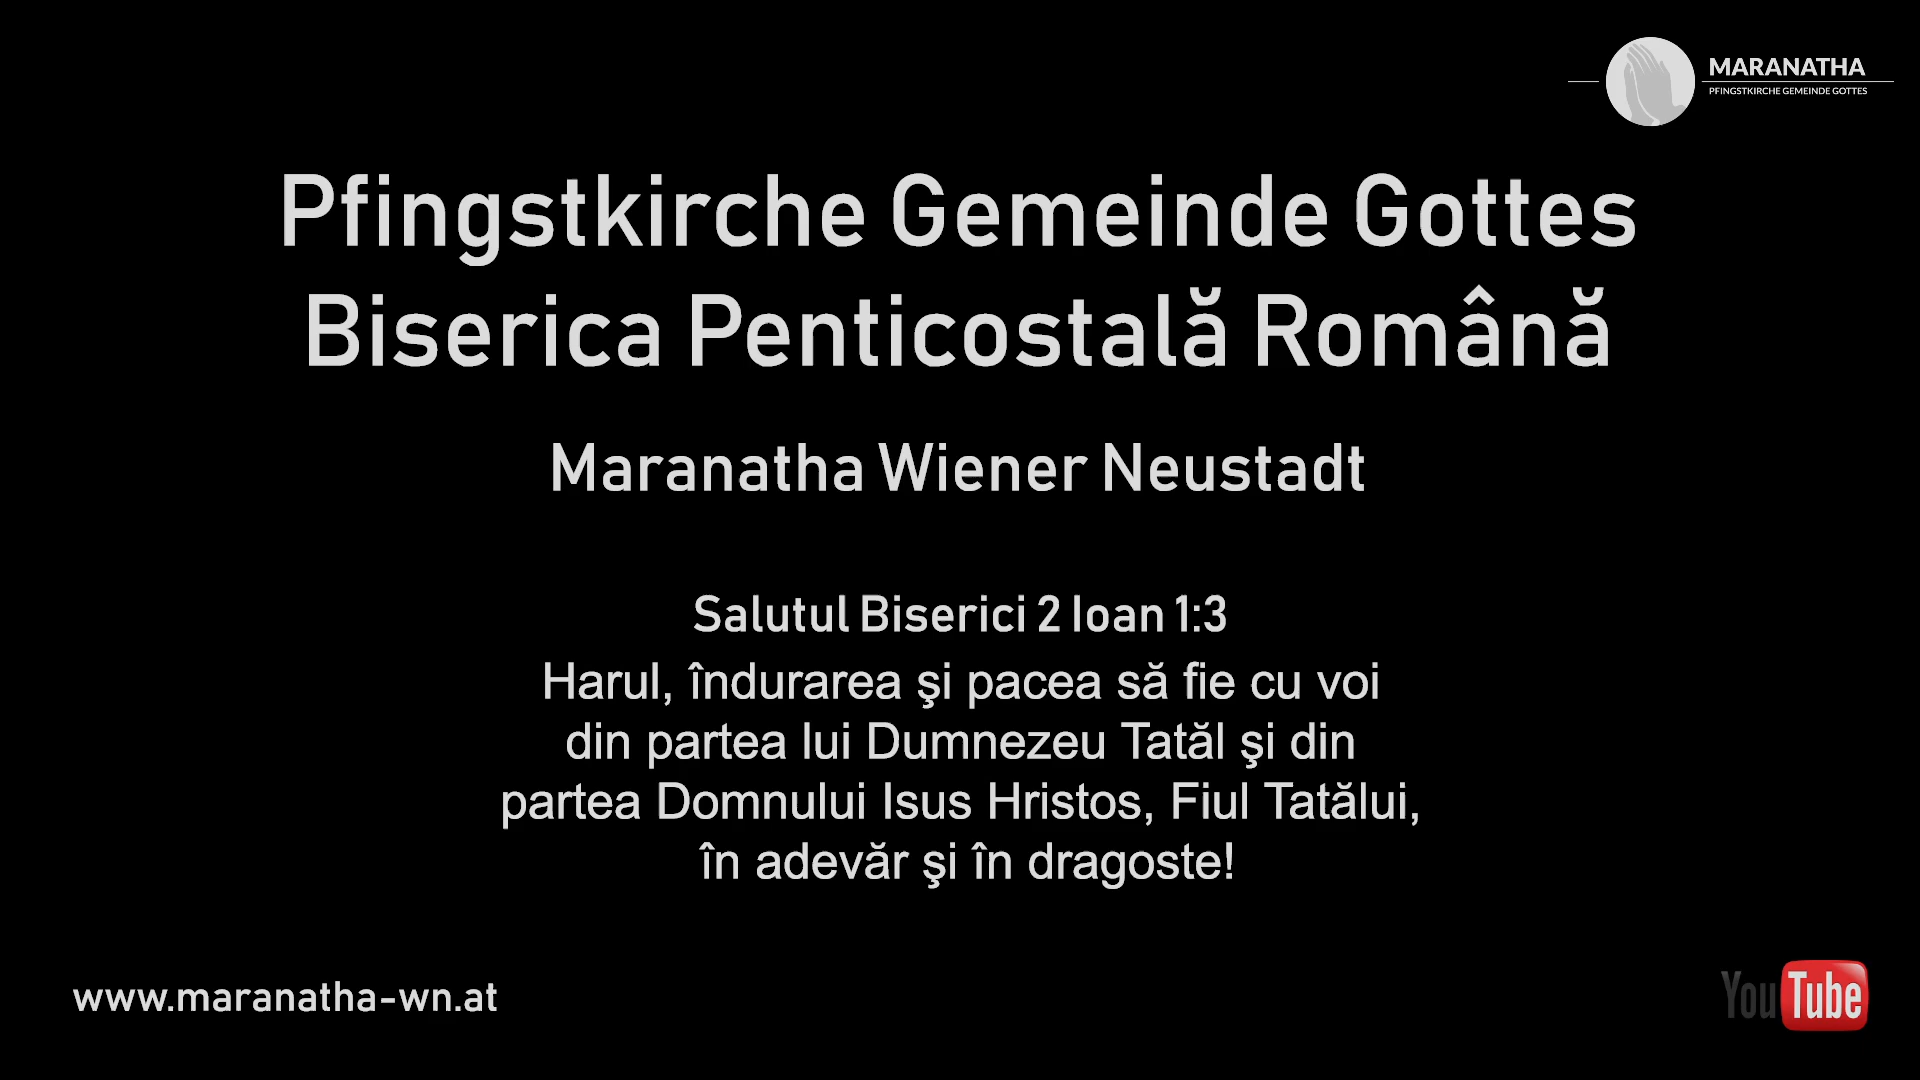 MARANATHA
PFINGSTKIRCHE GEMEINDE GOTTES
Pfingstkirche Gemeinde Gottes
Biserica Penticostală Română
Maranatha Wiener Neustadt
Salutul Biserici 2 Ioan 1:3
Harul, îndurarea şi pacea să fie cu voi
din partea lui Dumnezeu Tatăl şi din
partea Domnului Isus Hristos, Fiul Tatălui,
în adevăr şi în dragoste!
www.maranatha-wn.at
YouTube